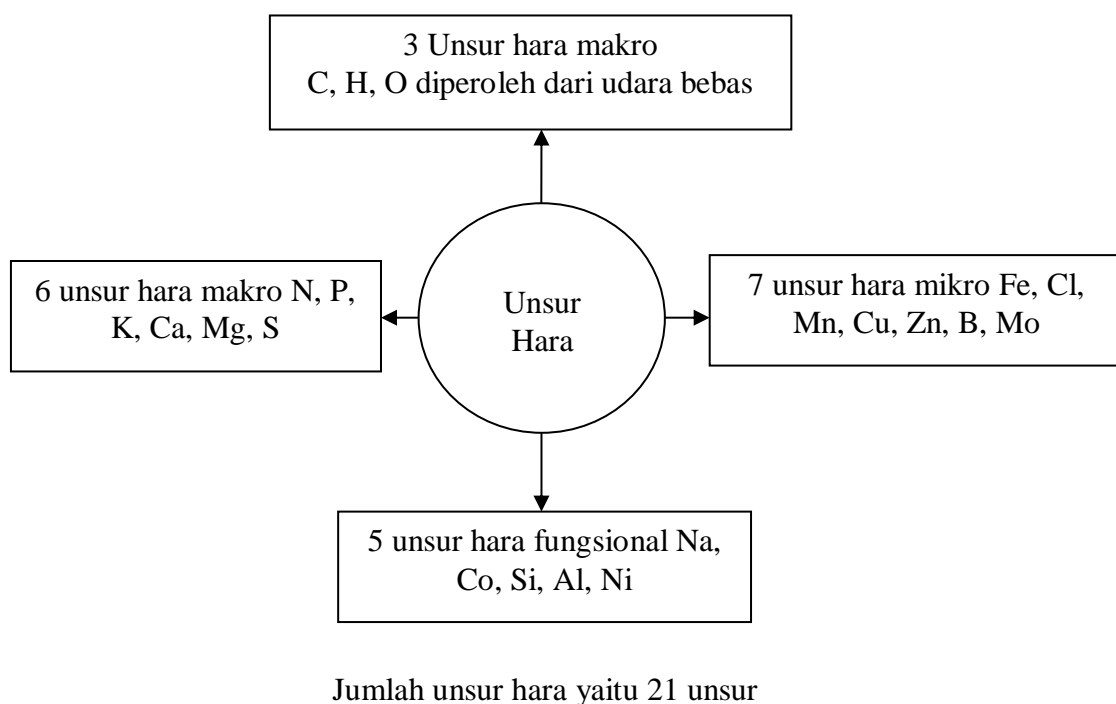 3 Unsur hara makro
C, H, O diperoleh dari udara bebas
6 unsur hara makro N, P,
K, Ca, Mg, S
Unsur
Hara
7 unsur hara mikro Fe, Cl,
Mn, Cu, Zn, B, Mo
5 unsur hara fungsional Na,
Co, Si, Al, Ni
Jumlah unsur hara yaitu 21 unsur